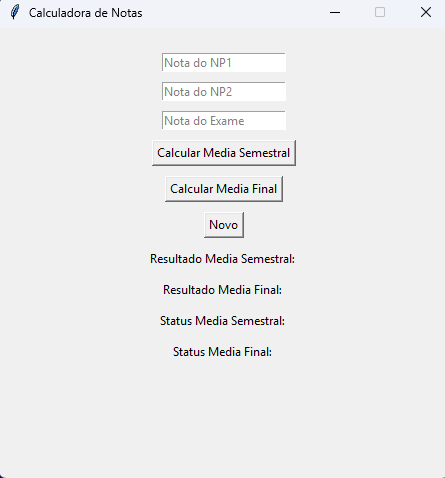 Calculadora de Notas
Nota do NP1
Nota do NP2
Nota do Exame
Calcular Media Semestral
Calcular Media Final
Novo
Resultado Media Semestral:
Resultado Media Final:
Status Media Semestral:
Status Media Final: